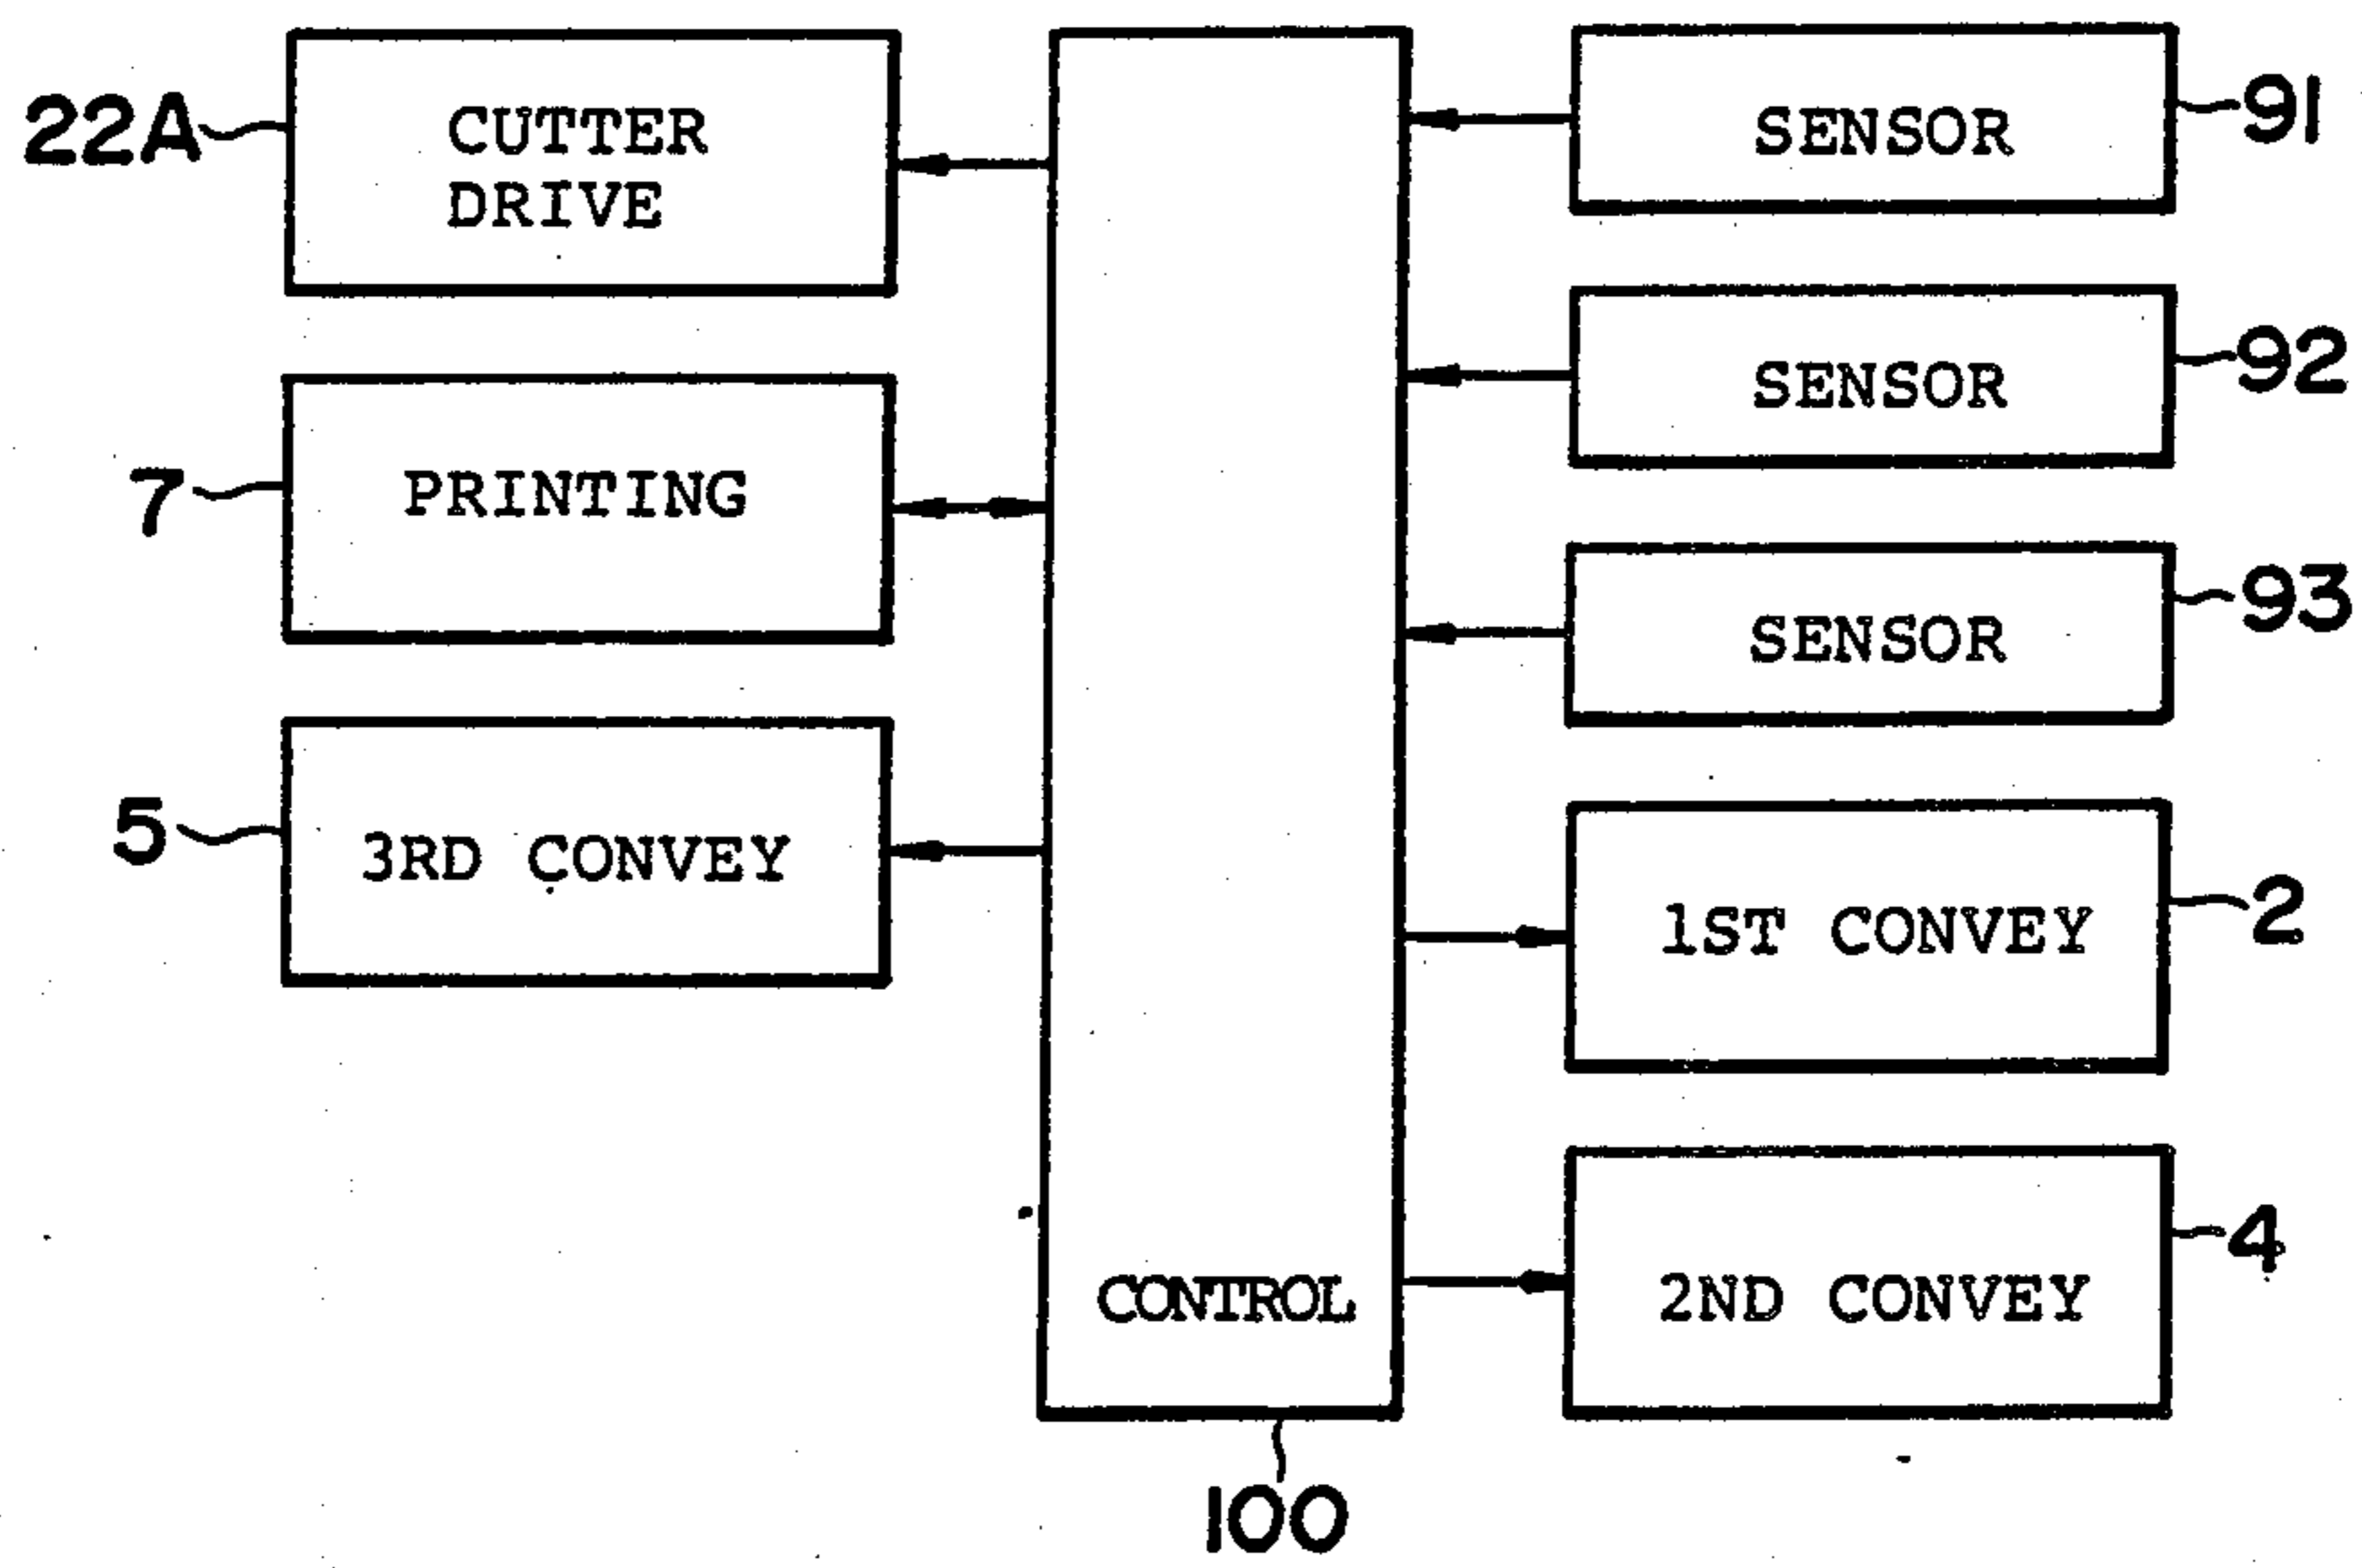 22A
CUTTER
DRIVE
7
PRINTING
5
3RD CONVEY
CONTROL
100
SENSOR
91
SENSOR
92
SENSOR
93
1ST CONVEY
2
2ND CONVEY
4